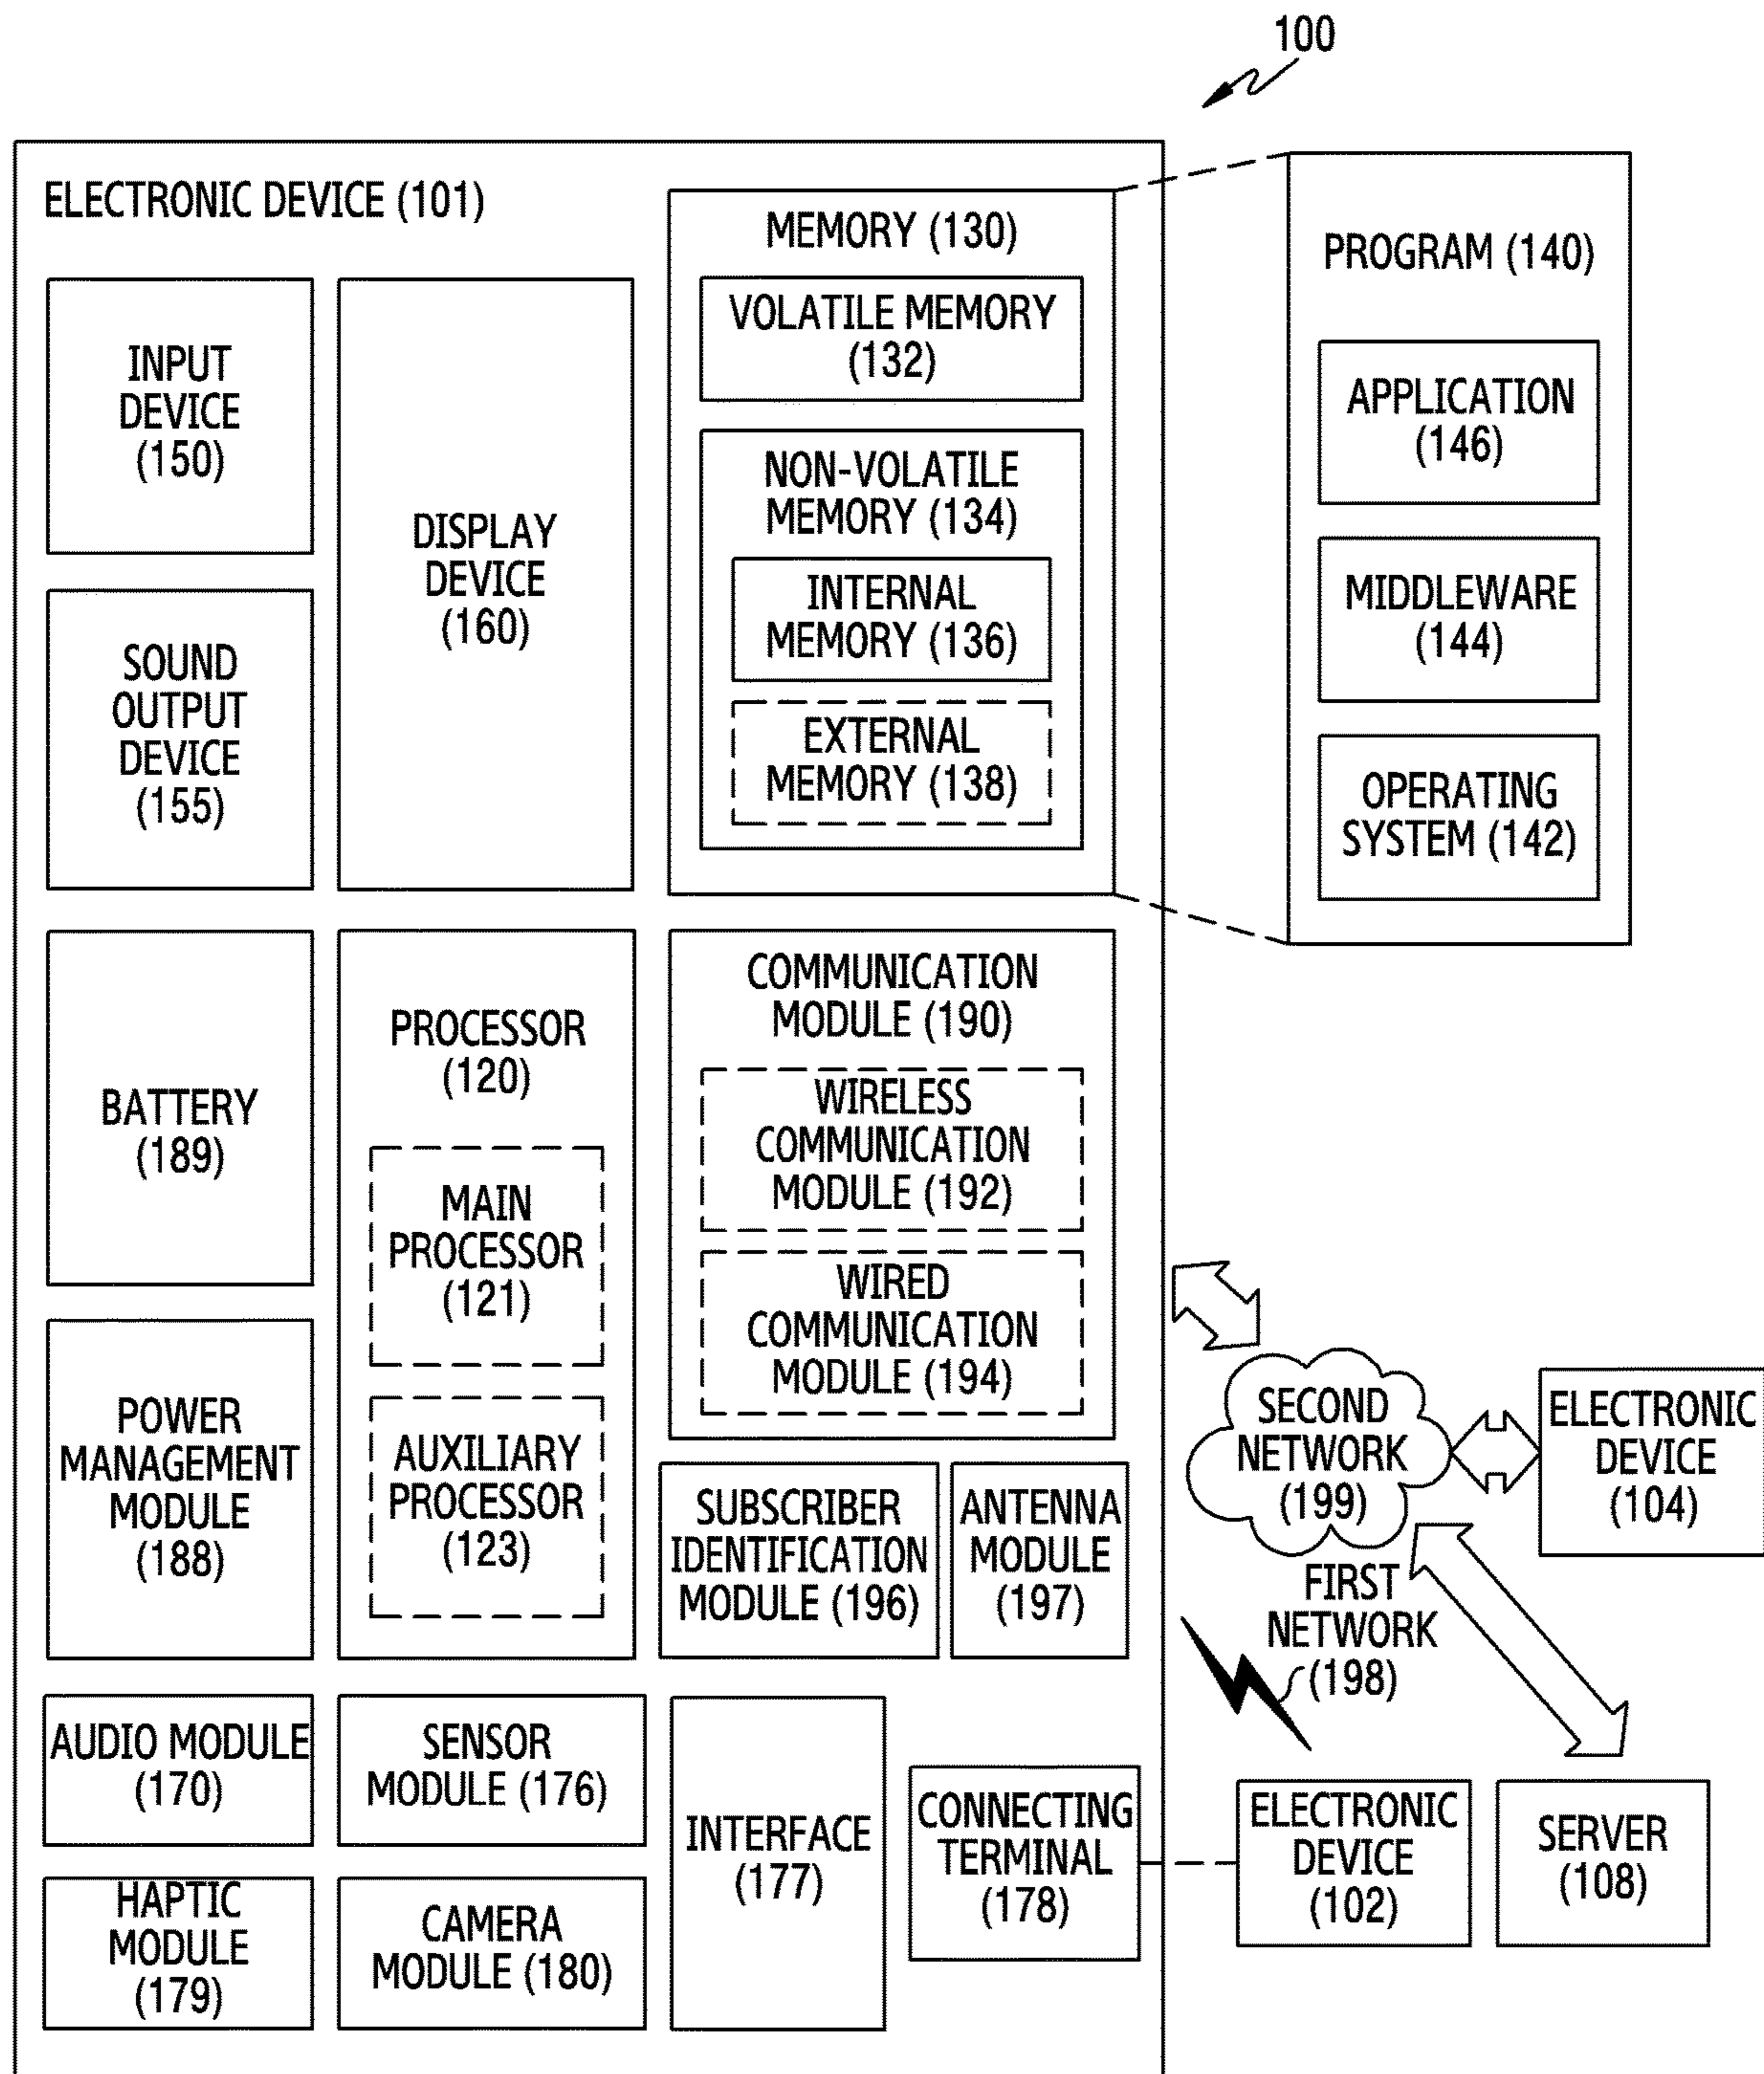 100
ELECTRONIC DEVICE (101)
INPUT
DEVICE
(150)
SOUND
OUTPUT
DEVICE
(155)
DISPLAY
DEVICE
(160)
MEMORY (130)
VOLATILE MEMORY
(132)
NON-VOLATILE
MEMORY (134)
INTERNAL
MEMORY (136)
EXTERNAL
MEMORY (138)
PROGRAM (140)
APPLICATION
(146)
MIDDLEWARE
(144)
OPERATING
SYSTEM (142)
BATTERY
(189)
POWER
MANAGEMENT
MODULE
(188)
PROCESSOR
(120)
MAIN
PROCESSOR
(121)
AUXILIARY
PROCESSOR
(123)
COMMUNICATION
MODULE (190)
WIRELESS
COMMUNICATION
MODULE (192)
WIRED
COMMUNICATION
MODULE (194)
SUBSCRIBER
IDENTIFICATION
MODULE (196)
ANTENNA
MODULE
(197)
SECOND
NETWORK
(199)
ELECTRONIC
DEVICE
(104)
FIRST
NETWORK
(198)
AUDIO MODULE
(170)
SENSOR
MODULE (176)
HAPTIC
MODULE
(179)
CAMERA
MODULE (180)
INTERFACE
(177)
CONNECTING
TERMINAL
(178)
ELECTRONIC
DEVICE
(102)
SERVER
(108)